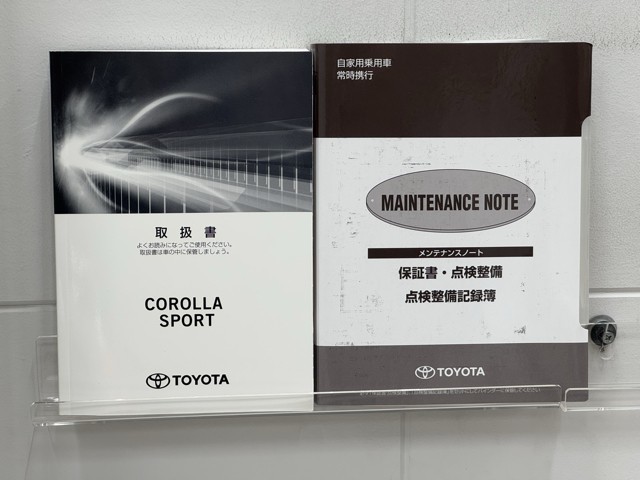 取扱書
よくお読みになってご使用ください。
取扱書は車の中に保管しましょう。
COROLLA
SPORT
TOYOTA
自家用乗用車
常時携行
MAINTENANCE NOTE
メンテナンスノート
保証書・点検整備
点検整備記録簿
TOYOTA